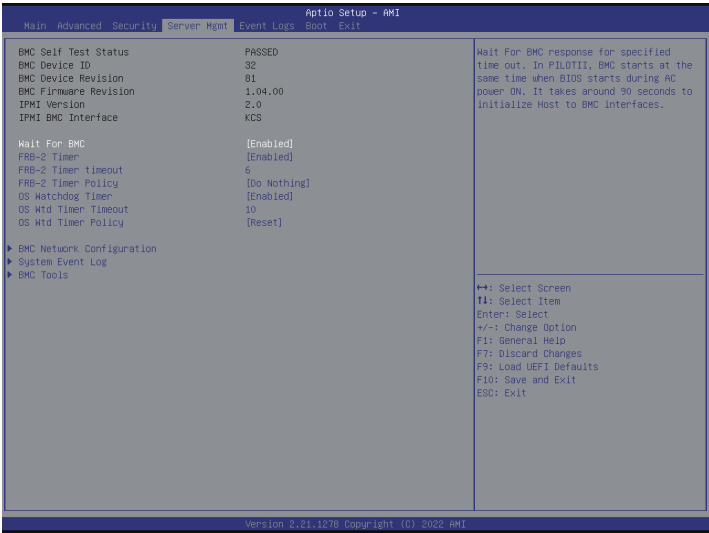 Aptio Setup – AMI
Main Advanced Security Server Mgmt Event Logs Boot Exit
BMC Self Test Status PASSED
BMC Device ID 32
BMC Device Revision 81
BMC Firmware Revision 1.04.00
IPMI Version 2.0
IPMI BMC Interface KCS
Wait For BMC [Enabled]
FRB-2 Timer [Enabled]
FRB-2 Timer timeout 6
FRB-2 Timer Policy [Do Nothing]
OS Watchdog Timer [Enabled]
OS Wtd Timer Timeout 10
OS Wtd Timer Policy [Reset]
BMC Network Configuration
System Event Log
BMC Tools
Wait For BMC response for specified
time out. In PILOTII, BMC starts at the
same time when BIOS starts during AC
power ON. It takes around 90 seconds to
initialize Host to BMC interfaces.
↔: Select Screen
↑↓: Select Item
Enter: Select
+/-: Change Option
F1: General Help
F7: Discard Changes
F9: Load UEFI Defaults
F10: Save and Exit
ESC: Exit
Version 2.21.1278 Copyright (C) 2022 AMI